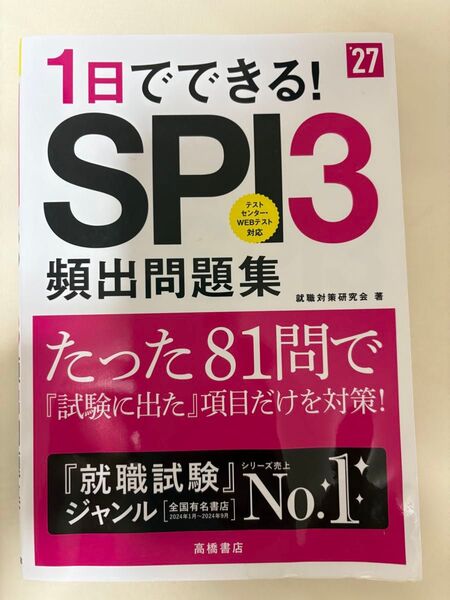 '27
1日でできる!
SPI3
テスト
センター・
WEBテスト
対応
頻出問題集
就職対策研究会 著
たった81問で
『試験に出た』項目だけを対策!
『就職試験』
ジャンル
[全国有名書店]
2024年1月〜2024年9月
シリーズ売上
No.1
高橋書店